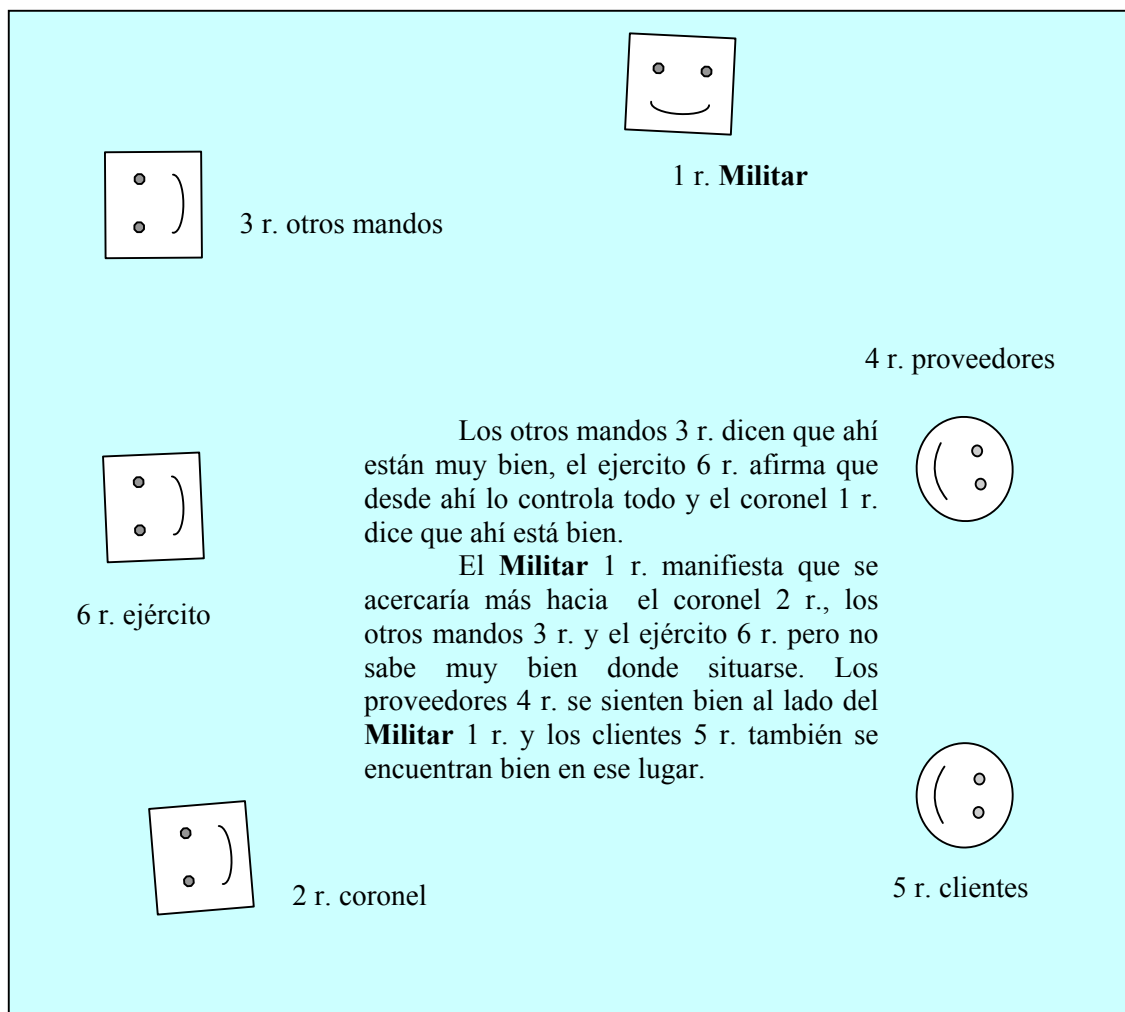 1 r. Militar
3 r. otros mandos
4 r. proveedores
Los otros mandos 3 r. dicen que ahí
están muy bien, el ejercito 6 r. afirma que
desde ahí lo controla todo y el coronel 1 r.
dice que ahí está bien.
El Militar 1 r. manifiesta que se
acercaría más hacia el coronel 2 r., los
otros mandos 3 r. y el ejército 6 r. pero no
sabe muy bien donde situarse. Los
proveedores 4 r. se sienten bien al lado del
Militar 1 r. y los clientes 5 r. también se
encuentran bien en ese lugar.
6 r. ejército
2 r. coronel
5 r. clientes